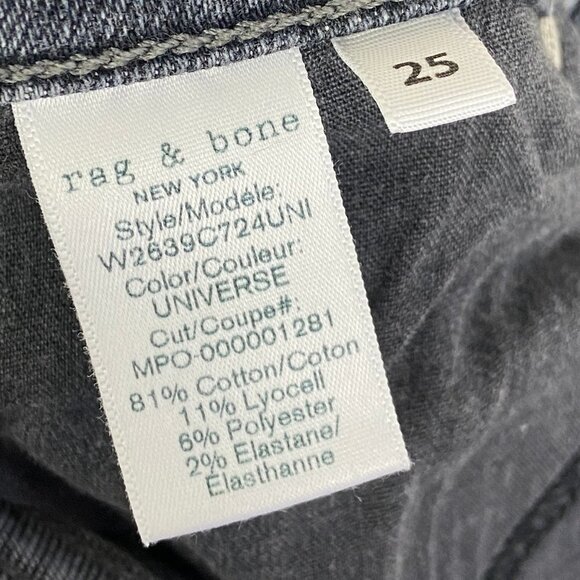 25
rag & bone
NEW YORK
Style/Modéle:
W2639C724UNI
Color/Couleur:
UNIVERSE
Cut/Coupe#:
MPO-000001281
81% Cotton/Coton
11% Lyocell
6% Polyester
2% Elastane/
Élasthanne